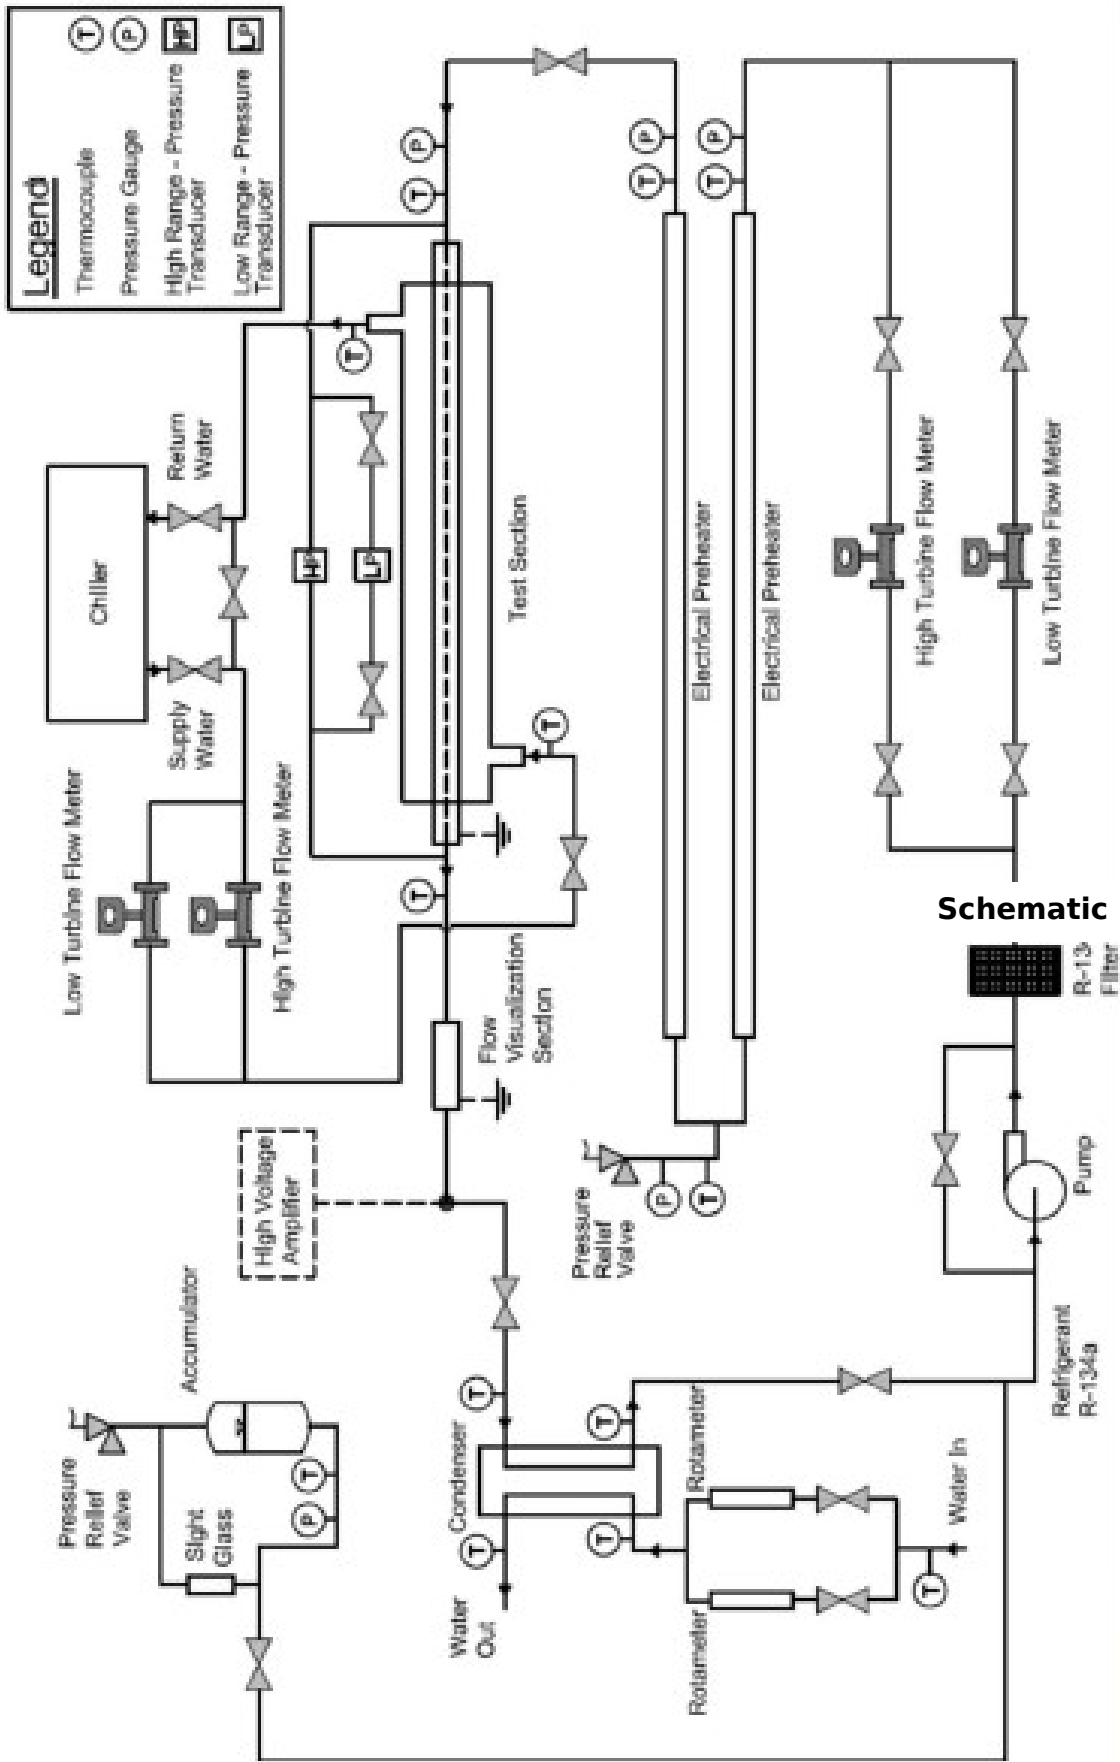 Legend
Thermocouple
T
Pressure Gauge
P
High Range - Pressure
Transducer
HP
Low Range - Pressure
Transducer
LP
Chiller
Return
Water
Supply
Water
Low Turbine Flow Meter
High Turbine Flow Meter
HP
LP
T
T
P
T
T
Test Section
Flow
Visualization
Section
High Voltage
Amplifier
Accumulator
Pressure
Relief
Valve
Sight
Glass
P
T
Condenser
T
T
T
T
Water
Out
Rotameter
Rotameter
Water In
T
Pressure
Relief
Valve
P
T
T
P
T
P
Electrical Preheater
Electrical Preheater
High Turbine Flow Meter
Low Turbine Flow Meter
Schematic
R-13
Filter
Pump
Refrigerant
R-134a